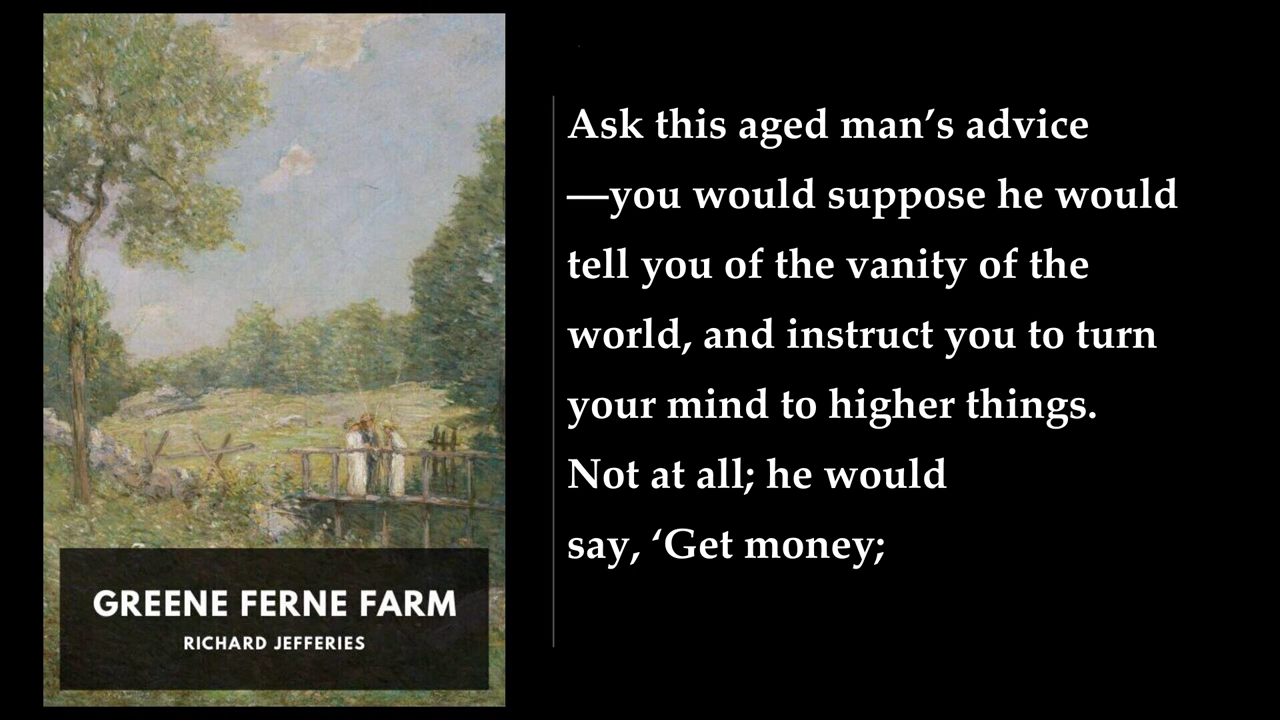 GREENE FERNE FARM
RICHARD JEFFERIES
Ask this aged man’s advice
—you would suppose he would
tell you of the vanity of the
world, and instruct you to turn
your mind to higher things.
Not at all; he would
say, ‘Get money;